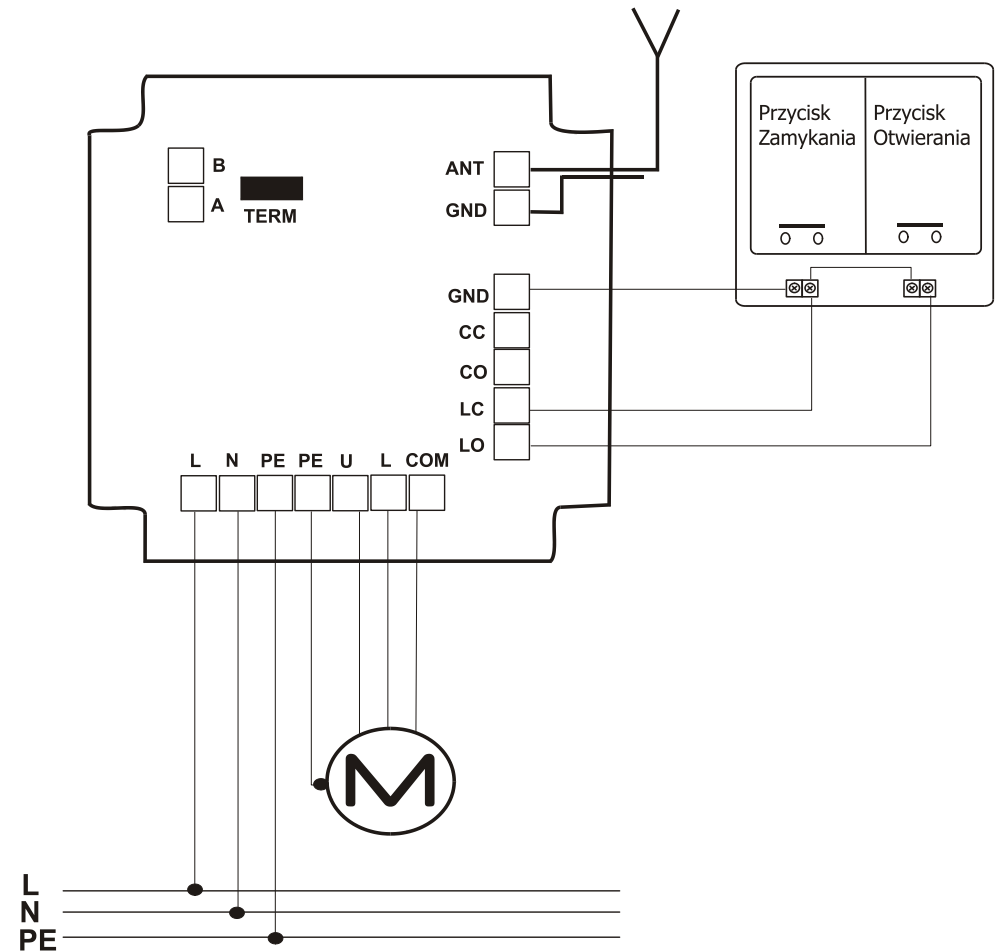 Przycisk
Zamykania
Przycisk
Otwierania
B
A
TERM
ANT
GND
GND
CC
CO
LC
LO
L N PE PE U L COM
M
L
N
PE